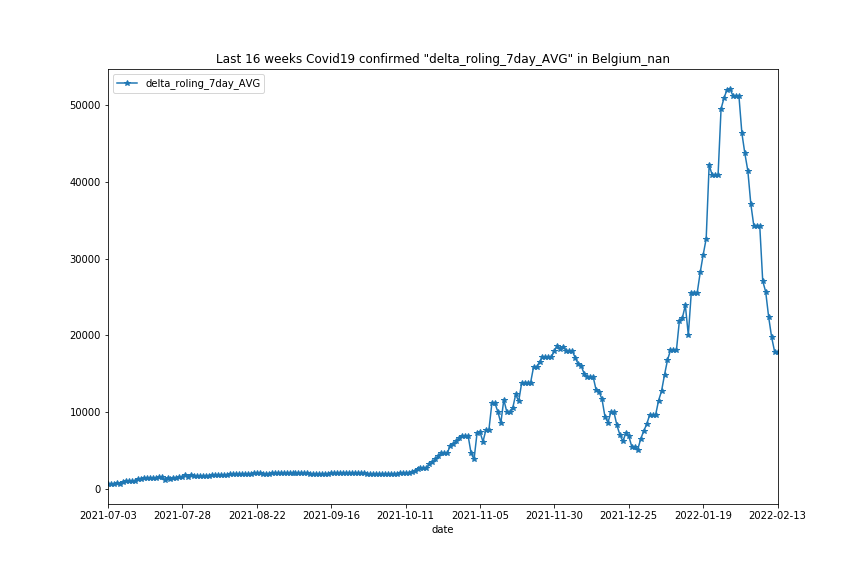 Last 16 weeks Covid19 confirmed "delta_roling_7day_AVG" in Belgium_nan
delta_roling_7day_AVG
50000
40000
30000
20000
10000
0
2021-07-03 2021-07-28 2021-08-22 2021-09-16 2021-10-11 2021-11-05 2021-11-30 2021-12-25 2022-01-19 2022-02-13
date